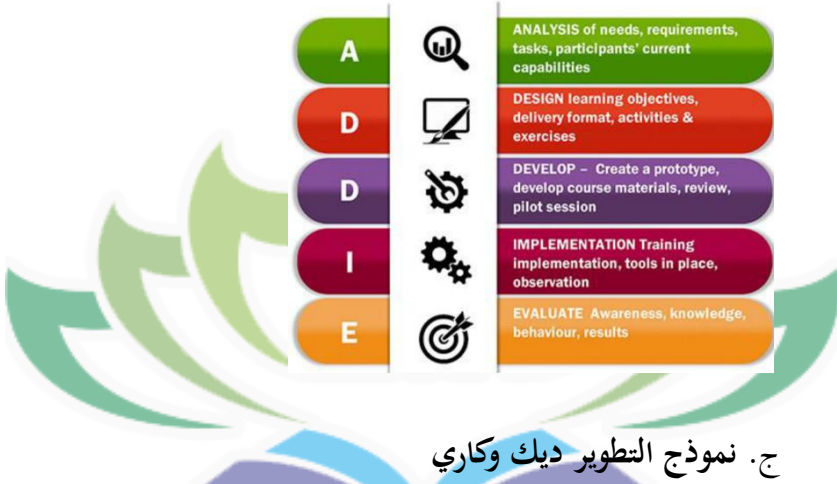 A
ANALYSIS of needs, requirements,
tasks, participants' current
capabilities
D
DESIGN learning objectives,
delivery format, activities &
exercises
D
DEVELOP – Create a prototype,
develop course materials, review,
pilot session
I
IMPLEMENTATION Training
implementation, tools in place,
observation
E
EVALUATE Awareness, knowledge,
behaviour, results
ج. نموذج التطوير ديك وكاري